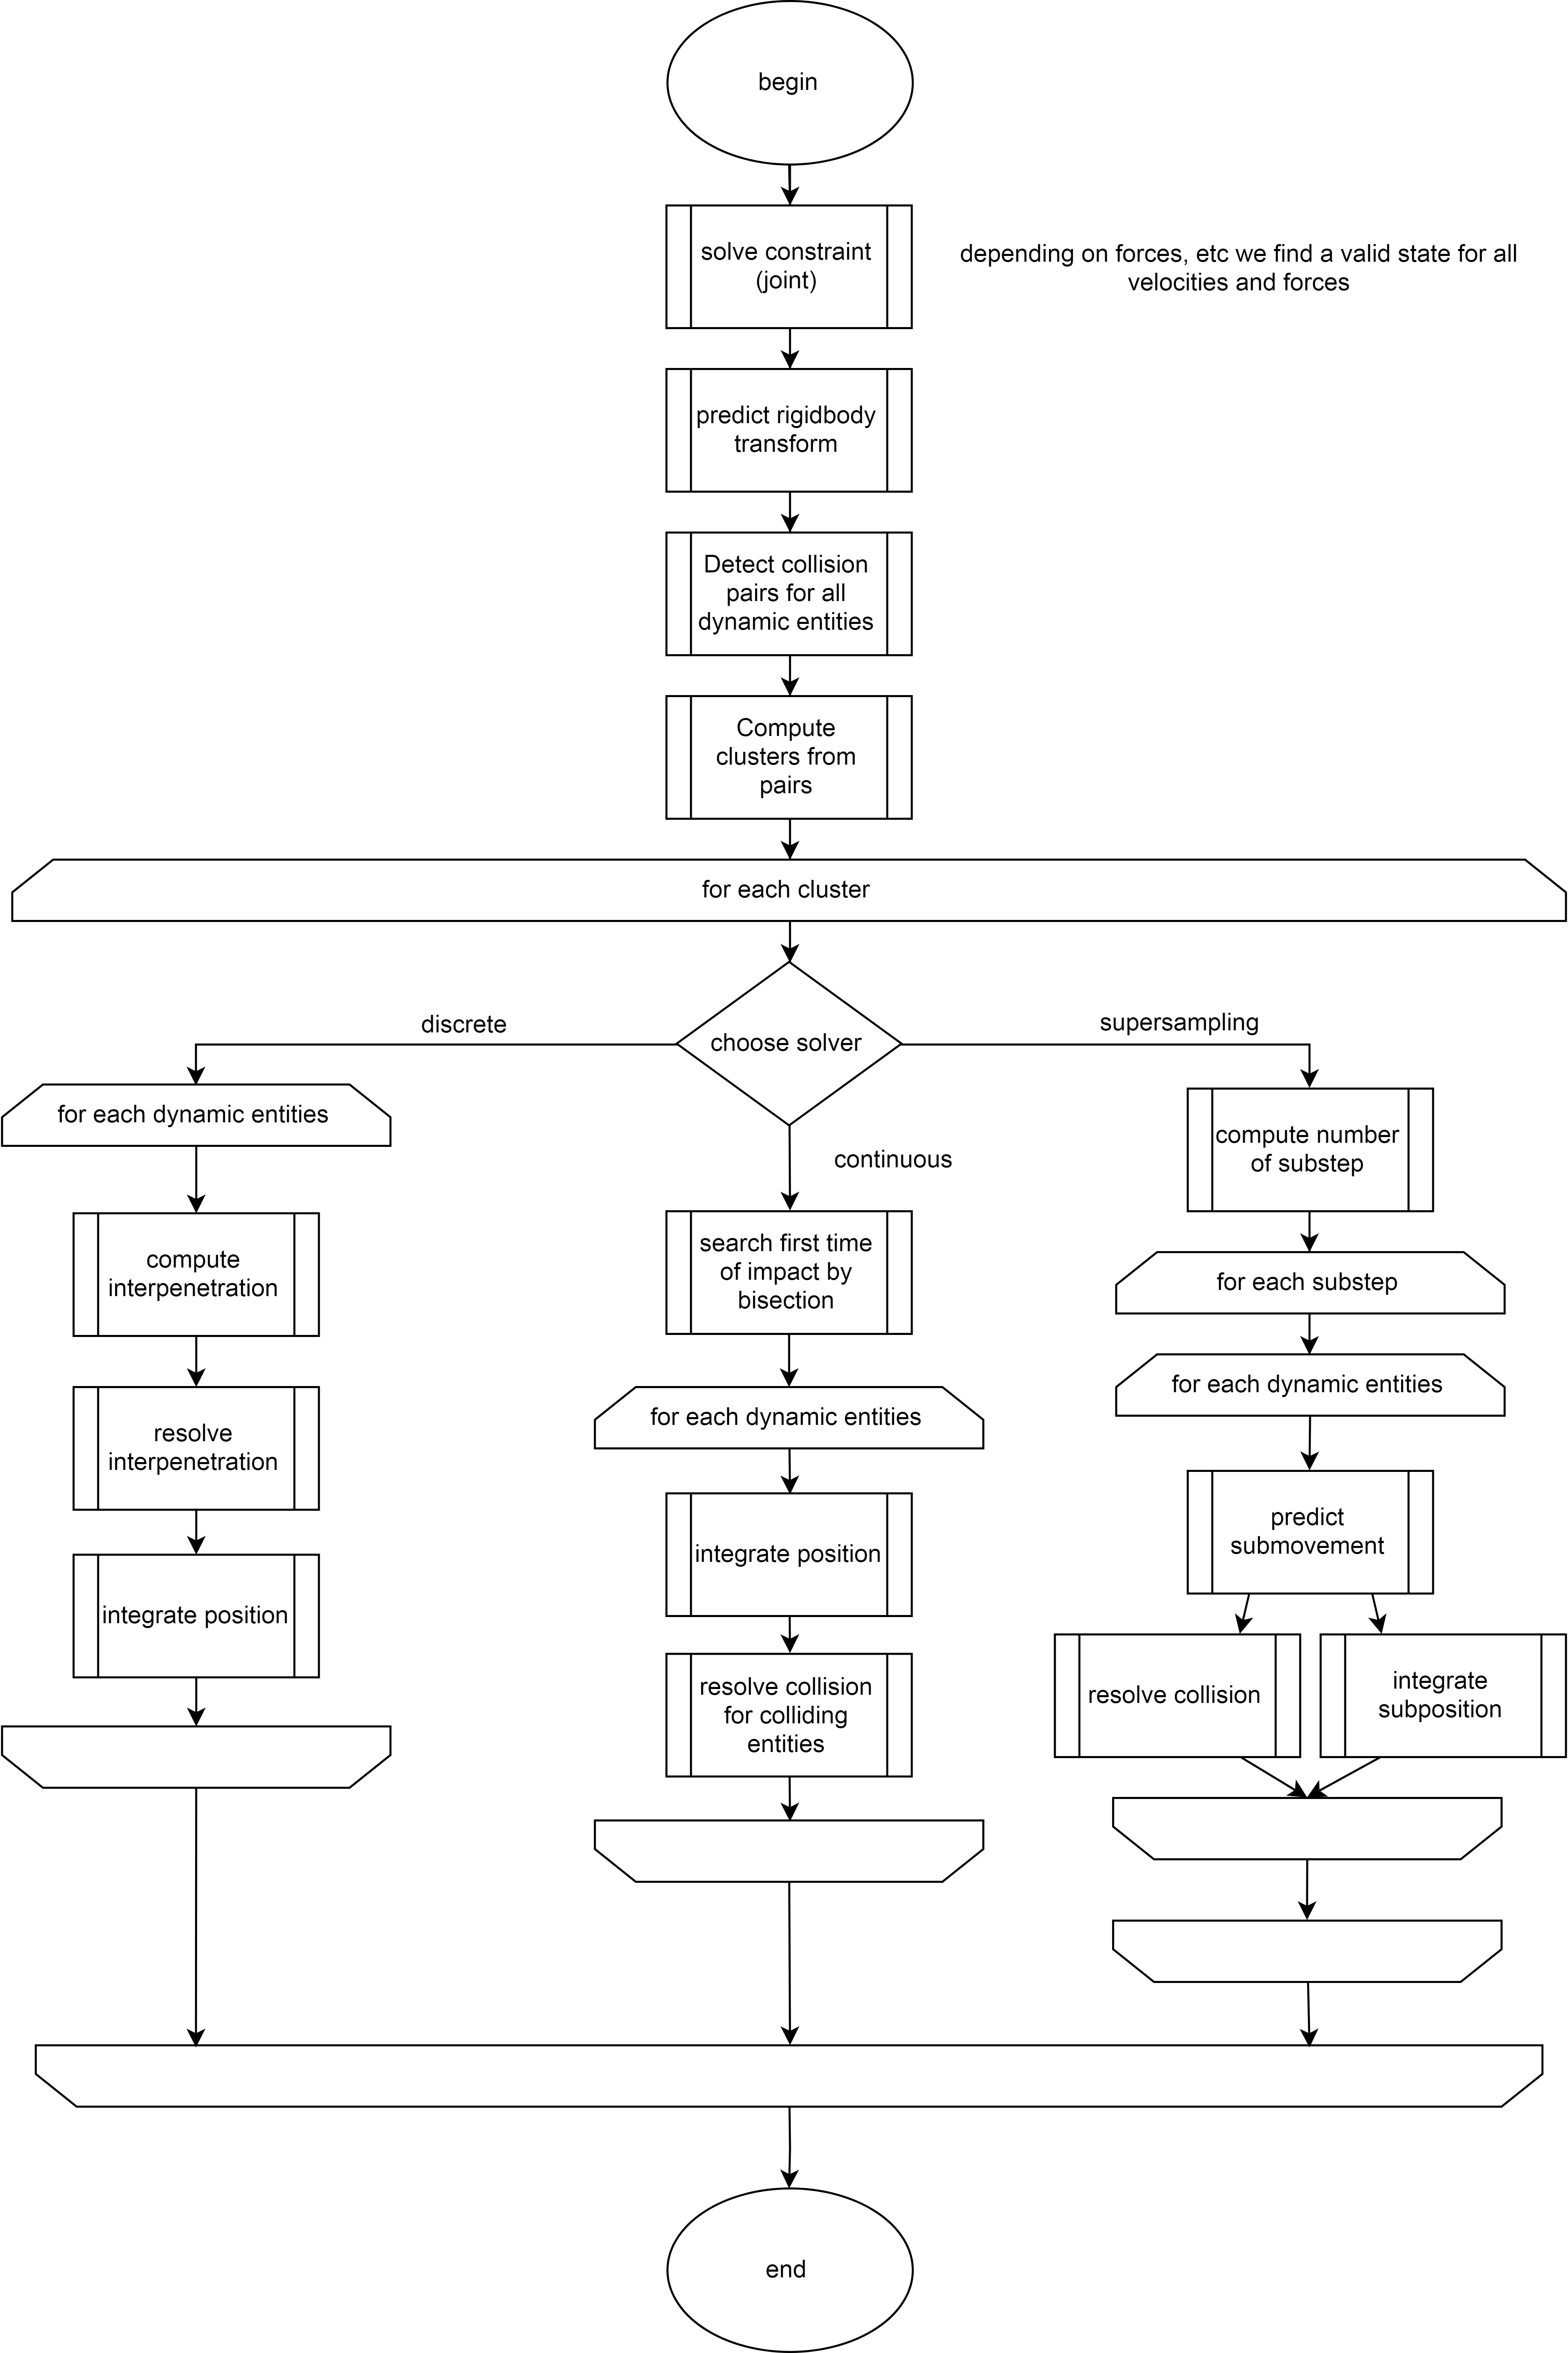 begin
solve constraint
(joint)
depending on forces, etc we find a valid state for all
velocities and forces
predict rigidbody
transform
Detect collision
pairs for all
dynamic entities
Compute
clusters from
pairs
for each cluster
choose solver
discrete
for each dynamic entities
compute
interpenetration
resolve
interpenetration
integrate position
continuous
search first time
of impact by
bisection
for each dynamic entities
integrate position
resolve collision
for colliding
entities
supersampling
compute number
of substep
for each substep
for each dynamic entities
predict
submovement
resolve collision
integrate
subposition
end